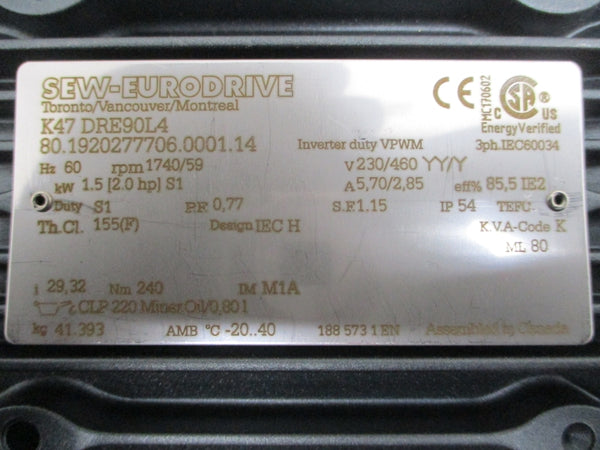 SEW-EURODRIVE
Toronto/Vancouver/Montreal
CE
MC170602
C SA US
EnergyVerified
K47 DRE90L4
80.1920277706.0001.14 Inverter duty VPWM 3ph.IEC60034
Hz 60 rpm 1740/59 V 230/460 YY/Y
kW 1.5 [2.0 hp] S1 A 5,70/2,85 eff% 85,5 IE2
Duty S1 P.F. 0,77 S.F. 1.15 IP 54 TEFC
Th.Cl. 155(F) Design IEC H K.V.A-Code K
ML 80
i 29,32 Nm 240 IM M1A
CLP 220 Miner.Oil/0,80 l
kg 41.393 AMB °C -20..40 188 573 1 EN Assembled in Canada